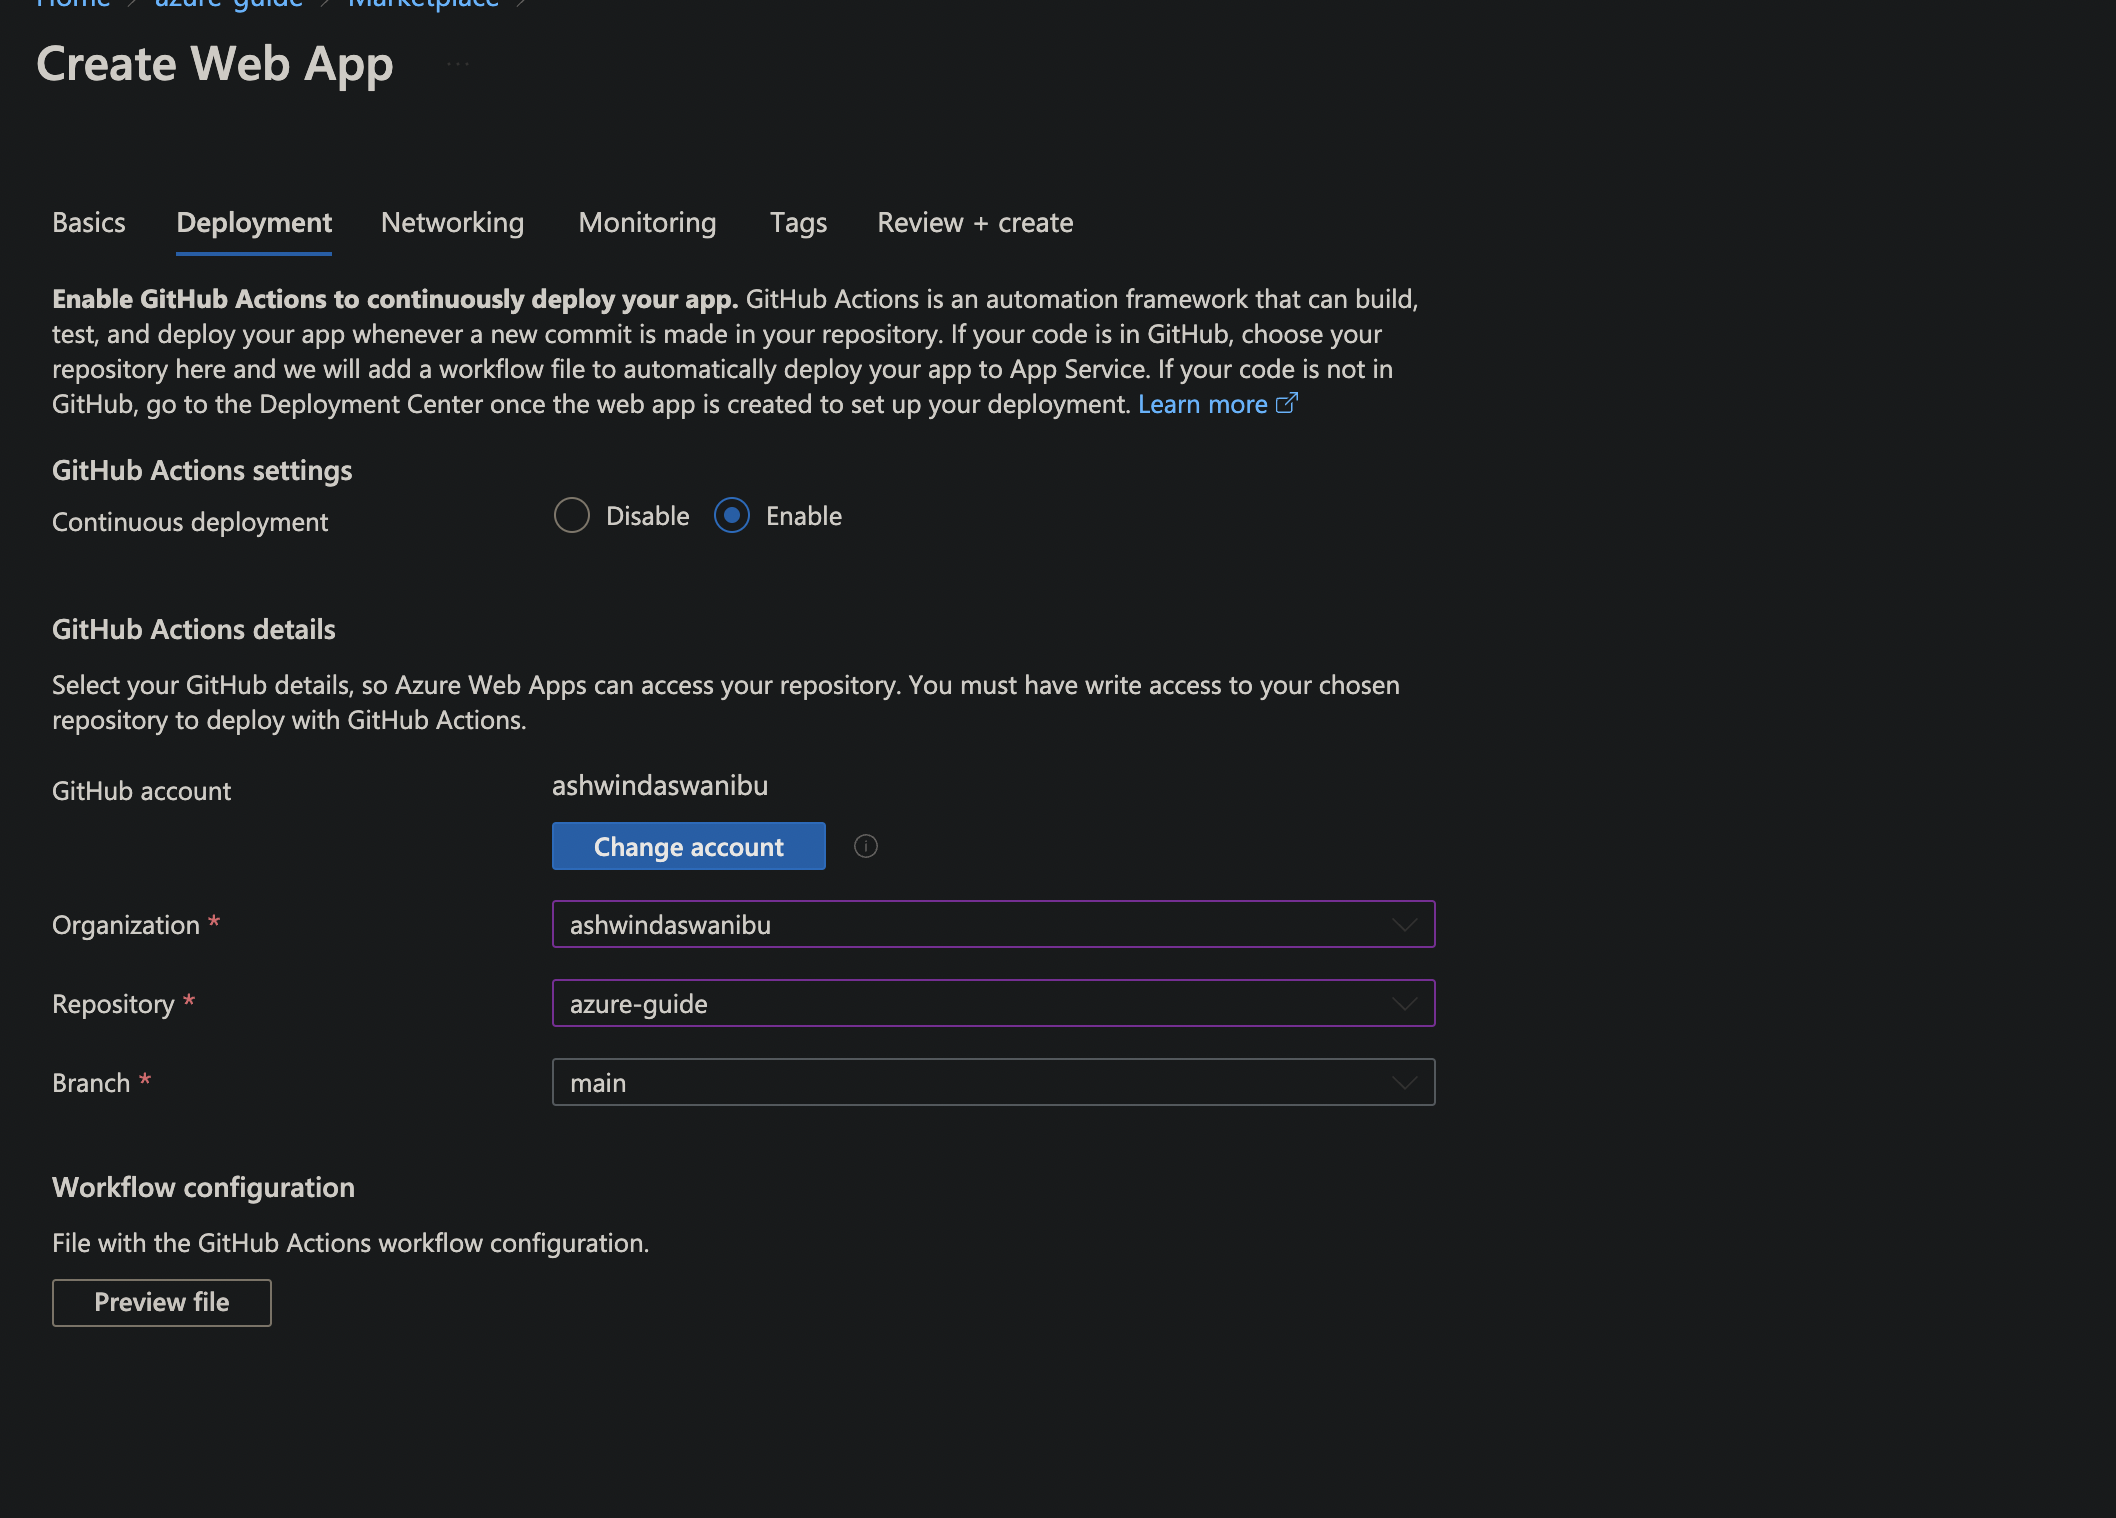 Home > azure-guide > Marketplace >
Create Web App ...
Basics Deployment Networking Monitoring Tags Review + create
Enable GitHub Actions to continuously deploy your app. GitHub Actions is an automation framework that can build,
test, and deploy your app whenever a new commit is made in your repository. If your code is in GitHub, choose your
repository here and we will add a workflow file to automatically deploy your app to App Service. If your code is not in
GitHub, go to the Deployment Center once the web app is created to set up your deployment. Learn more
GitHub Actions settings
Continuous deployment Disable Enable
GitHub Actions details
Select your GitHub details, so Azure Web Apps can access your repository. You must have write access to your chosen
repository to deploy with GitHub Actions.
GitHub account ashwindaswanibu
Change account
Organization * ashwindaswanibu
Repository * azure-guide
Branch * main
Workflow configuration
File with the GitHub Actions workflow configuration.
Preview file